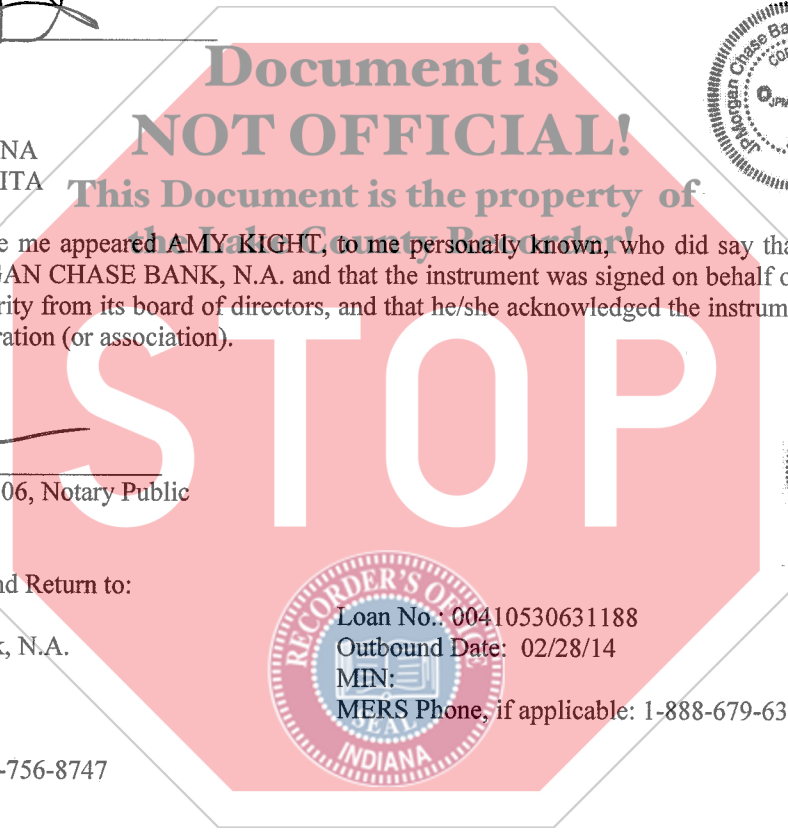 Document is
NOT OFFICIAL!
NA
ITA
This Document is the property of
the Lake County Recorder!
e me appeared AMY KIGHT, to me personally known, who did say tha
GAN CHASE BANK, N.A. and that the instrument was signed on behalf o
rity from its board of directors, and that he/she acknowledged the instrum
ration (or association).
STOP
06, Notary Public
nd Return to:
RECORDER'S OFFICE
Loan No.: 00410530631188
k, N.A.
Outbound Date: 02/28/14
MIN:
MERS Phone, if applicable: 1-888-679-63
SEAL
INDIANA
-756-8747
JPMorgan Chase Ba